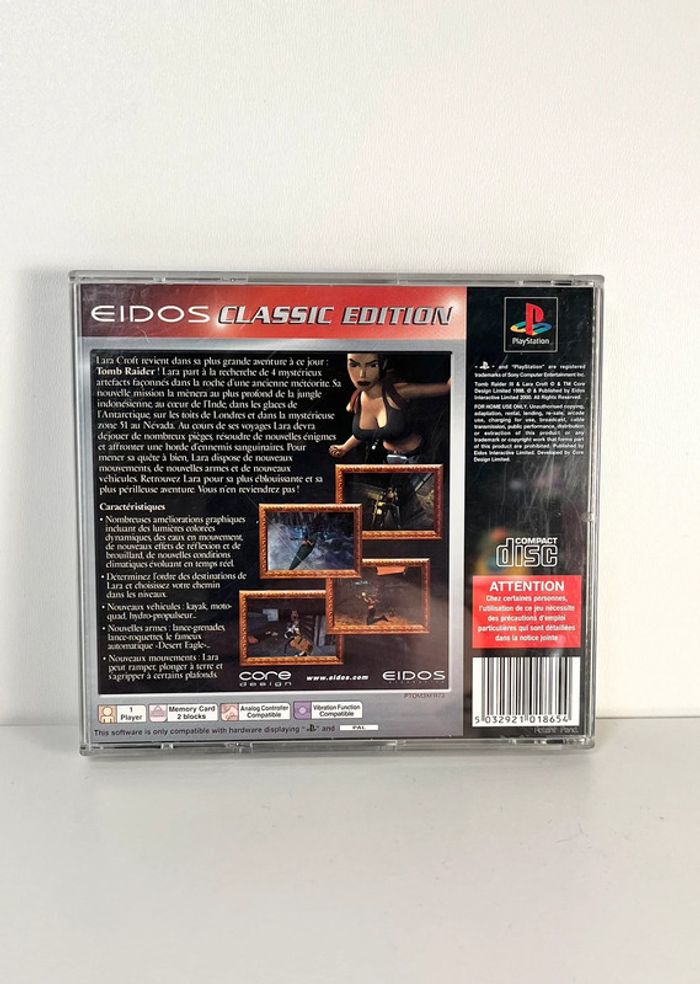 EIDOS CLASSIC EDITION
PlayStation
Lara Croft revient dans sa plus grande aventure à ce jour :
Tomb Raider ! Lara part à la recherche de 4 mystérieux
artefacts façonnés dans la roche d'une ancienne météorite. Sa
nouvelle mission la mènera au plus profond de la jungle
indonésienne, au cœur de l'Inde, dans les glaces de
l'Antarctique, sur les toits de Londres et dans la mystérieuse
zone 51 au Névada. Au cours de ses voyages Lara devra
dejouer de nombreux pièges, résoudre de nouvelles énigmes
et affronter une horde d'ennemis sanguinaires. Pour
mener sa quête à bien, Lara dispose de nouveaux
mouvements, de nouvelles armes et de nouveaux
véhicules. Retrouvez Lara pour sa plus éblouissante et sa
plus périlleuse aventure. Vous n'en reviendrez pas !
Caractéristiques
• Nombreuses améliorations graphiques
incluant des lumières colorées
dynamiques, des eaux en mouvement,
de nouveaux effets de réflexion et de
brouillard, de nouvelles conditions
climatiques évoluant en temps réel.
• Déterminez l'ordre des destinations de
Lara et choisissez votre chemin
dans les niveaux.
• Nouveaux véhicules : kayak, moto-
quad, hydro-propulseur...
• Nouvelles armes : lance-grenades,
lance-roquettes, le fameux
automatique «Desert Eagle»...
• Nouveaux mouvements : Lara
peut ramper, plonger à terre et
s'agripper à certains plafonds.
core
design
www.eidos.com
EIDOS
1
Player
Memory Card
2 blocks
Analog Controller
Compatible
Vibration Function
Compatible
This software is only compatible with hardware displaying " " and PAL
" " and "PlayStation" are registered
trademarks of Sony Computer Entertainment Inc.
Tomb Raider III & Lara Croft © & TM Core
Design Limited 1998. © & Published by Eidos
Interactive Limited 2000. All Rights Reserved.
FOR HOME USE ONLY. Unauthorised copying,
adaptation, rental, lending, re-sale, arcade
use, charging for use, broadcast, cable
transmission, public performance, distribution
or extraction of this product or any
trademark or copyright work that forms part
of this product are prohibited. Published by
Eidos Interactive Limited. Developed by Core
Design Limited.
COMPACT
disc
ATTENTION
Chez certaines personnes,
l'utilisation de ce jeu nécessite
des précautions d'emploi
particulières qui sont détaillées
dans la notice jointe
5 032921 018654
Patent Pend.